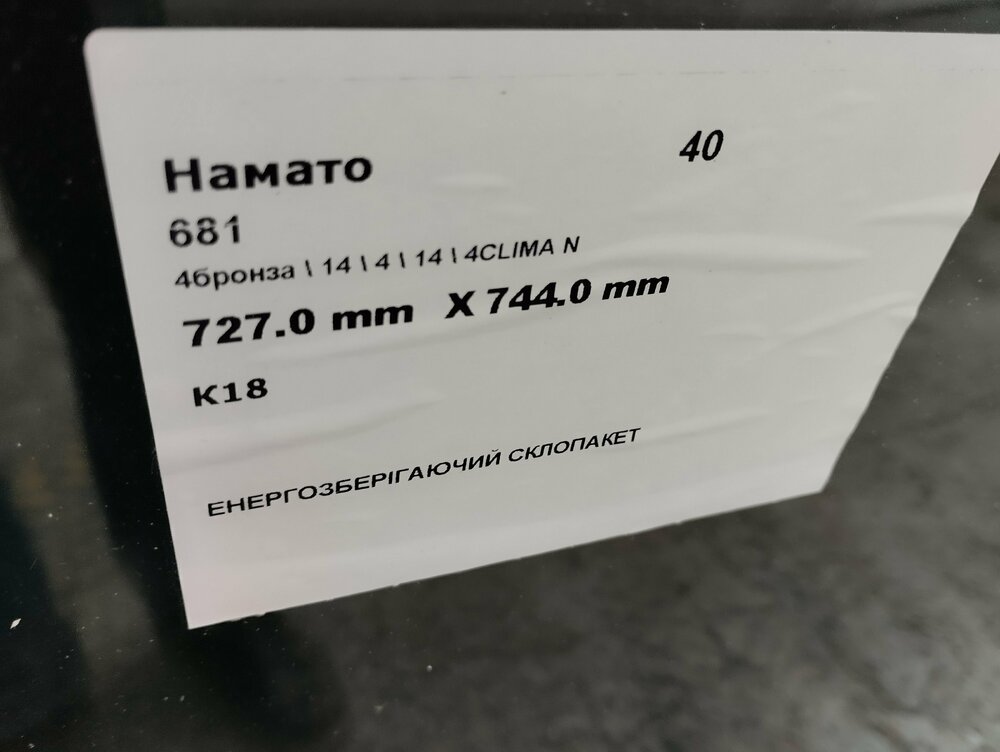 Намато
40
681
4бронза \ 14 \ 4 \ 14 \ 4CLIMA N
727.0 mm X 744.0 mm
K18
ЕНЕРГОЗБЕРІГАЮЧИЙ СКЛОПАКЕТ